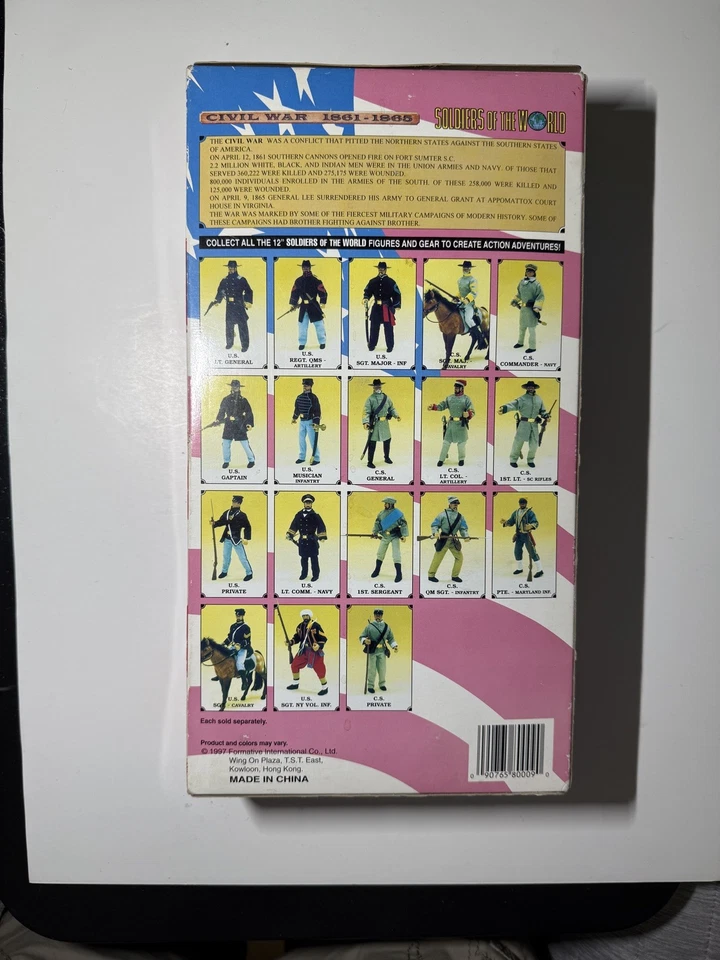 CIVIL WAR 1861-1865
SOLDIERS OF THE WORLD
THE CIVIL WAR WAS A CONFLICT THAT PITTED THE NORTHERN STATES AGAINST THE SOUTHERN STATES
OF AMERICA.
ON APRIL 12, 1861 SOUTHERN CANNONS OPENED FIRE ON FORT SUMTER S.C.
2.2 MILLION WHITE, BLACK, AND INDIAN MEN WERE IN THE UNION ARMIES AND NAVY. OF THOSE THAT
SERVED 360,222 WERE KILLED AND 275,175 WERE WOUNDED.
800,000 INDIVIDUALS ENROLLED IN THE ARMIES OF THE SOUTH. OF THESE 258,000 WERE KILLED AND
125,000 WERE WOUNDED.
ON APRIL 9, 1865 GENERAL LEE SURRENDERED HIS ARMY TO GENERAL GRANT AT APPOMATTOX COURT
HOUSE IN VIRGINIA.
THE WAR WAS MARKED BY SOME OF THE FIERCEST MILITARY CAMPAIGNS OF MODERN HISTORY. SOME OF
THESE CAMPAIGNS HAD BROTHER FIGHTING AGAINST BROTHER.
COLLECT ALL THE 12" SOLDIERS OF THE WORLD FIGURES AND GEAR TO CREATE ACTION ADVENTURES!
U.S.
LT. GENERAL
U.S.
REGT. QMS -
ARTILLERY
U.S.
SGT. MAJOR - INF
C.S.
SGT. MAJ. -
CAVALRY
C.S.
COMMANDER - NAVY
U.S.
CAPTAIN
U.S.
MUSICIAN
INFANTRY
C.S.
GENERAL
C.S.
LT. COL. -
ARTILLERY
C.S.
1ST. LT. - SC RIFLES
U.S.
PRIVATE
U.S.
LT. COMM. - NAVY
C.S.
1ST. SERGEANT
C.S.
QM SGT. - INFANTRY
C.S.
PTE. - MARYLAND INF.
U.S.
SGT. - CAVALRY
U.S.
SGT. NY VOL. INF.
C.S.
PRIVATE
Each sold separately.
Product and colors may vary.
© 1997 Formative International Co., Ltd.
Wing On Plaza, T.S.T. East,
Kowloon, Hong Kong.
MADE IN CHINA
0 90765 80009 0